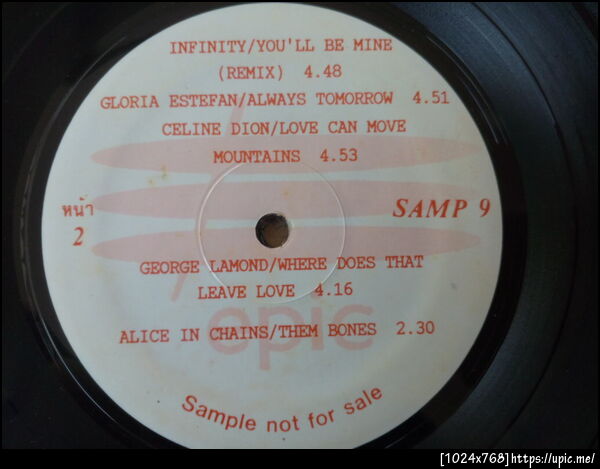 INFINITY/YOU'LL BE MINE
(REMIX) 4.48
GLORIA ESTEFAN/ALWAYS TOMORROW 4.51
CELINE DION/LOVE CAN MOVE
MOUNTAINS 4.53
หน้า
2
SAMP 9
GEORGE LAMOND/WHERE DOES THAT
LEAVE LOVE 4.16
ALICE IN CHAINS/THEM BONES 2.30
epic
Sample not for sale
[1024x768]https://upic.me/